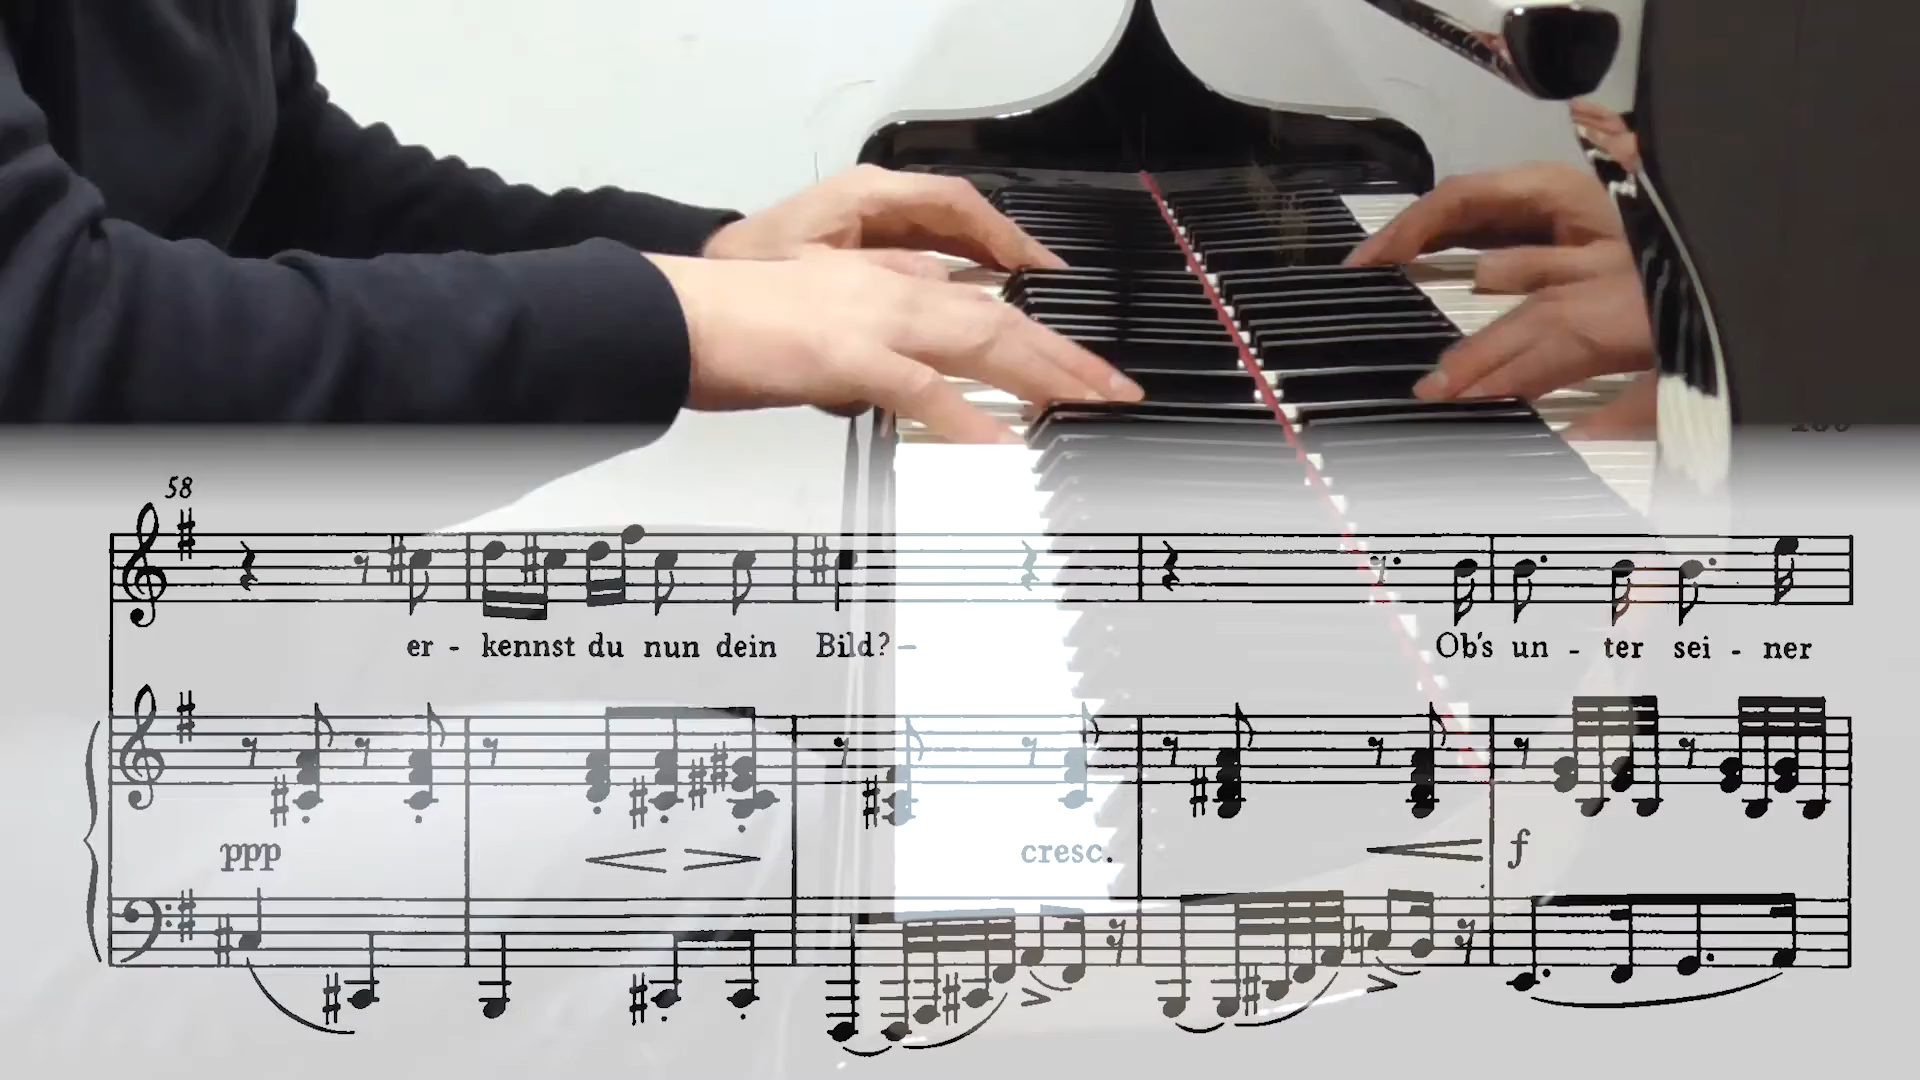 58
er - kennst du nun dein Bild? – Ob's un - ter sei - ner
ppp cresc. f